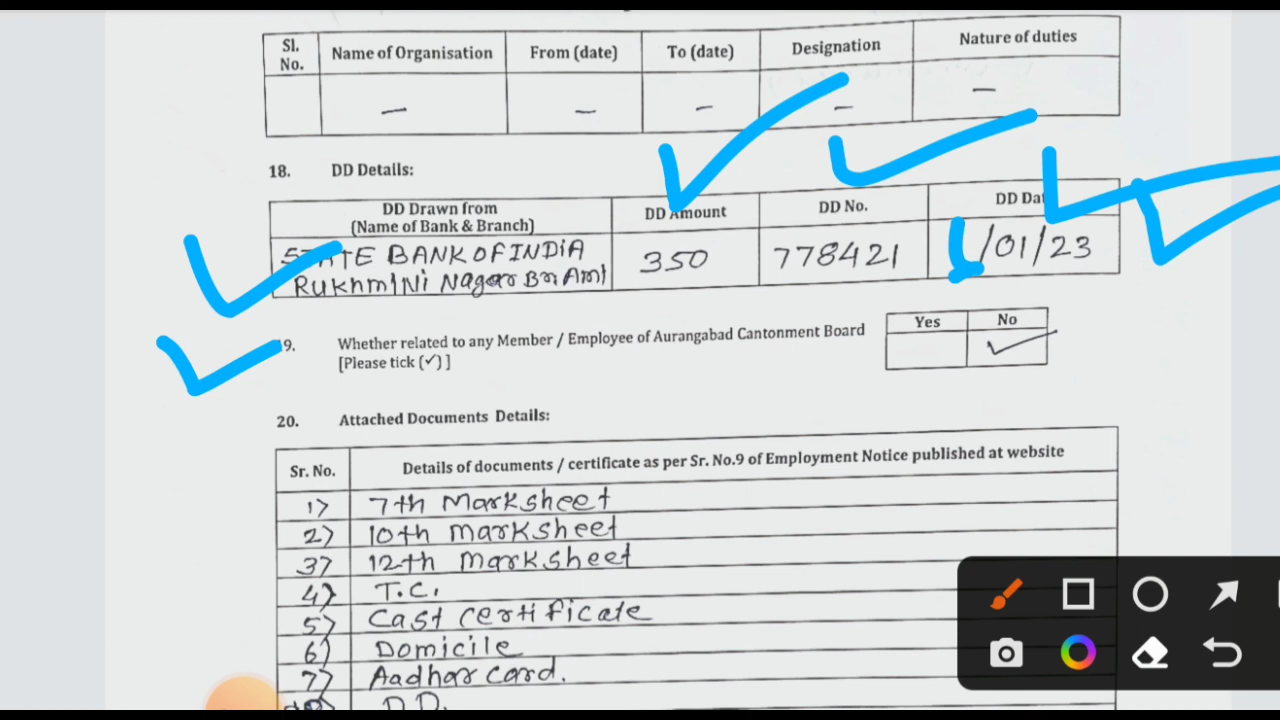 Sl. No. Name of Organisation From (date) To (date) Designation Nature of duties
— — — — —
18. DD Details:
DD Drawn from (Name of Bank & Branch) DD Amount DD No. DD Dat
STATE BANK OF INDIA 350 778421 /01/23
RukhmINi Nagar
19. Whether related to any Member / Employee of Aurangabad Cantonment Board Yes No
[Please tick (✓) ] ✓
20. Attached Documents Details:
Sr. No. Details of documents / certificate as per Sr. No.9 of Employment Notice published at website
1) 7th Marksheet
2) 10th Marksheet
3) 12th Marksheet
4) T.C.
5) Cast certificate
6) Domicile
7) Aadhar card.
D.D.